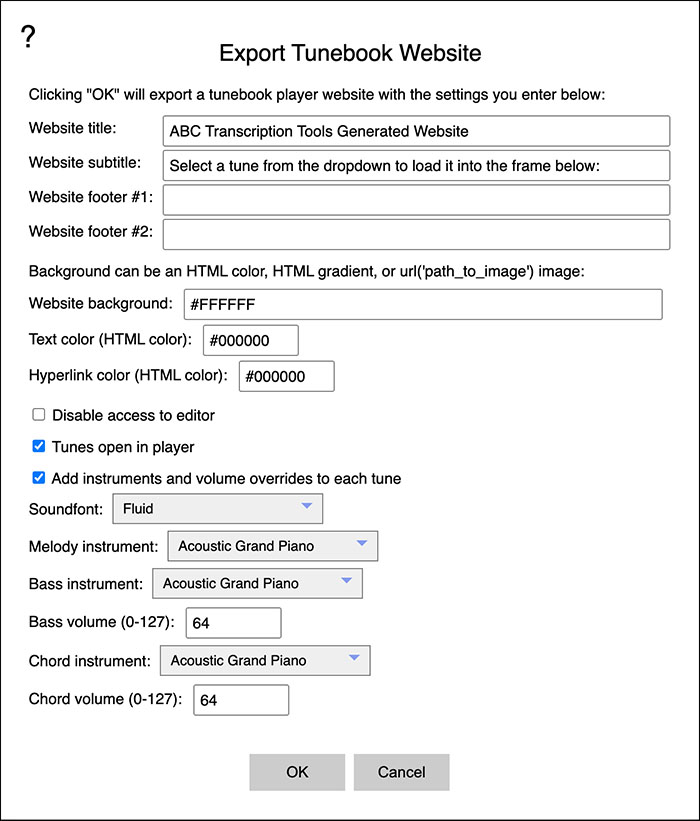 ?
Export Tunebook Website
Clicking "OK" will export a tunebook player website with the settings you enter below:
Website title: ABC Transcription Tools Generated Website
Website subtitle: Select a tune from the dropdown to load it into the frame below:
Website footer #1:
Website footer #2:
Background can be an HTML color, HTML gradient, or url('path_to_image') image:
Website background: #FFFFFF
Text color (HTML color): #000000
Hyperlink color (HTML color): #000000
Disable access to editor
Tunes open in player
Add instruments and volume overrides to each tune
Soundfont: Fluid
Melody instrument: Acoustic Grand Piano
Bass instrument: Acoustic Grand Piano
Bass volume (0-127): 64
Chord instrument: Acoustic Grand Piano
Chord volume (0-127): 64
OK Cancel